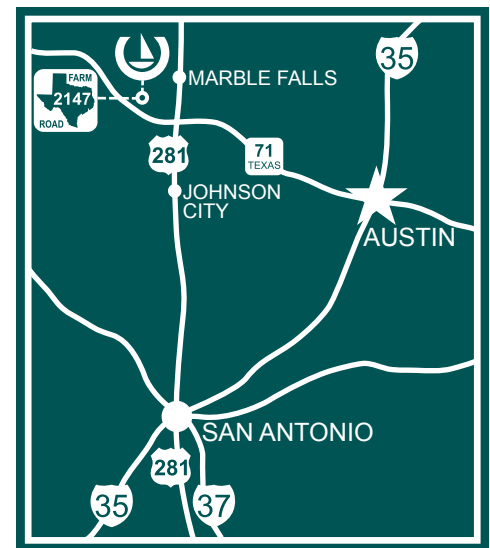 35
FARM
2147
ROAD
MARBLE FALLS
281
71
TEXAS
JOHNSON
CITY
AUSTIN
SAN ANTONIO
281
35
37